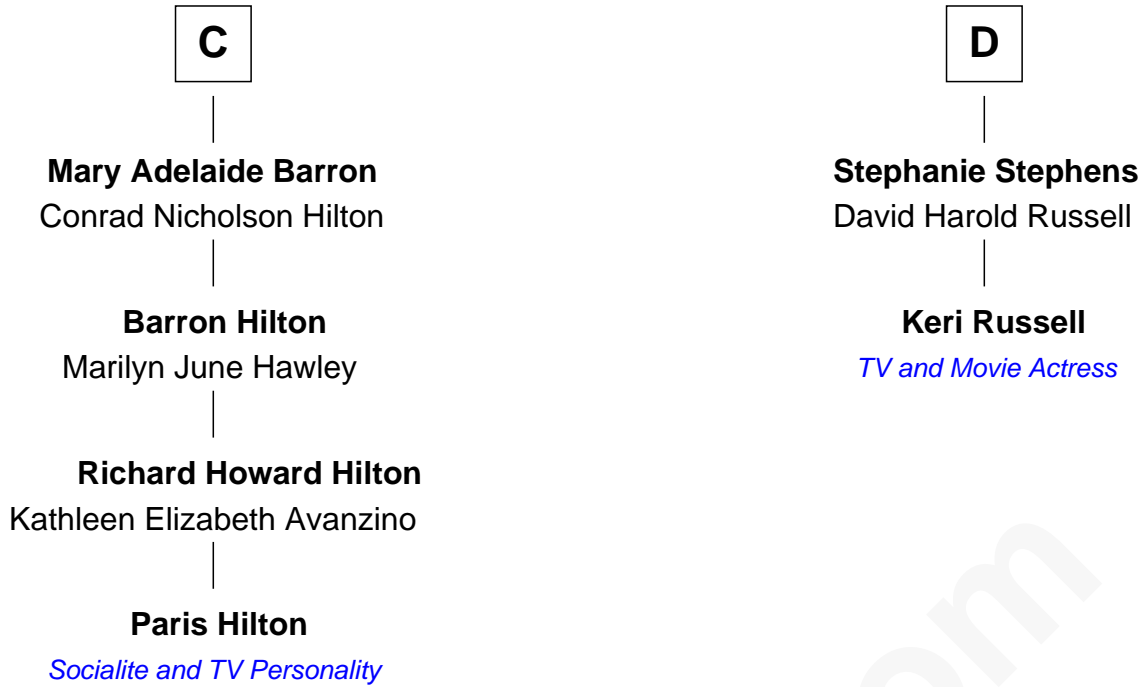 C
Mary Adelaide Barron
Conrad Nicholson Hilton
Barron Hilton
Marilyn June Hawley
Richard Howard Hilton
Kathleen Elizabeth Avanzino
Paris Hilton
Socialite and TV Personality
D
Stephanie Stephens
David Harold Russell
Keri Russell
TV and Movie Actress
om